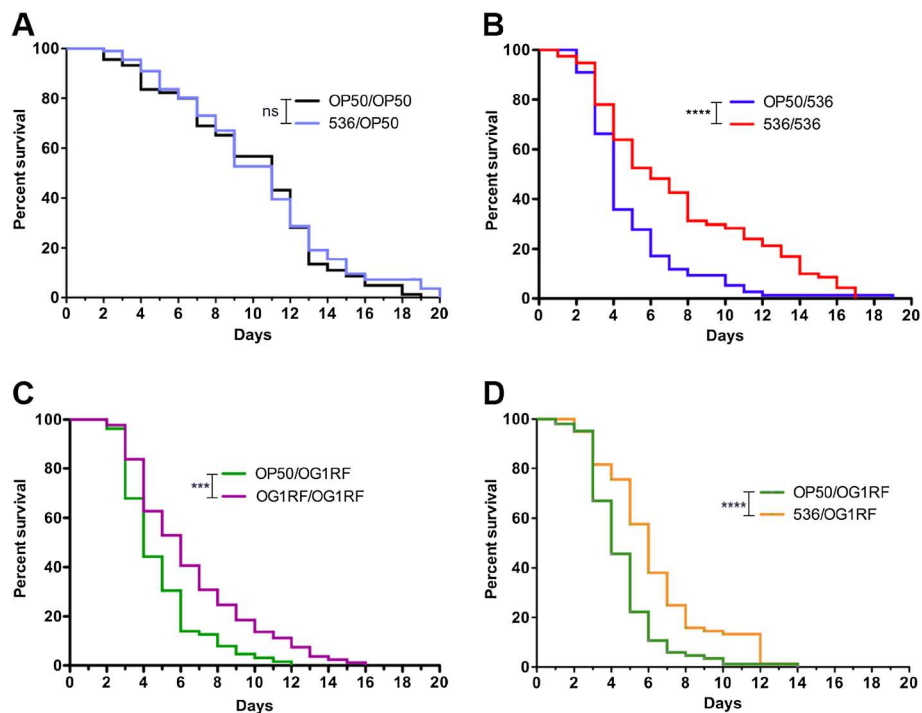 A
Percent survival
100
80
60
40
20
0
0 2 4 6 8 10 12 14 16 18 20
Days
ns
OP50/OP50
536/OP50
B
Percent survival
100
80
60
40
20
0
0 2 4 6 8 10 12 14 16 18 20
Days
****
OP50/536
536/536
C
Percent survival
100
80
60
40
20
0
0 2 4 6 8 10 12 14 16 18 20
Days
***
OP50/OG1RF
OG1RF/OG1RF
D
Percent survival
100
80
60
40
20
0
0 2 4 6 8 10 12 14 16 18 20
Days
****
OP50/OG1RF
536/OG1RF